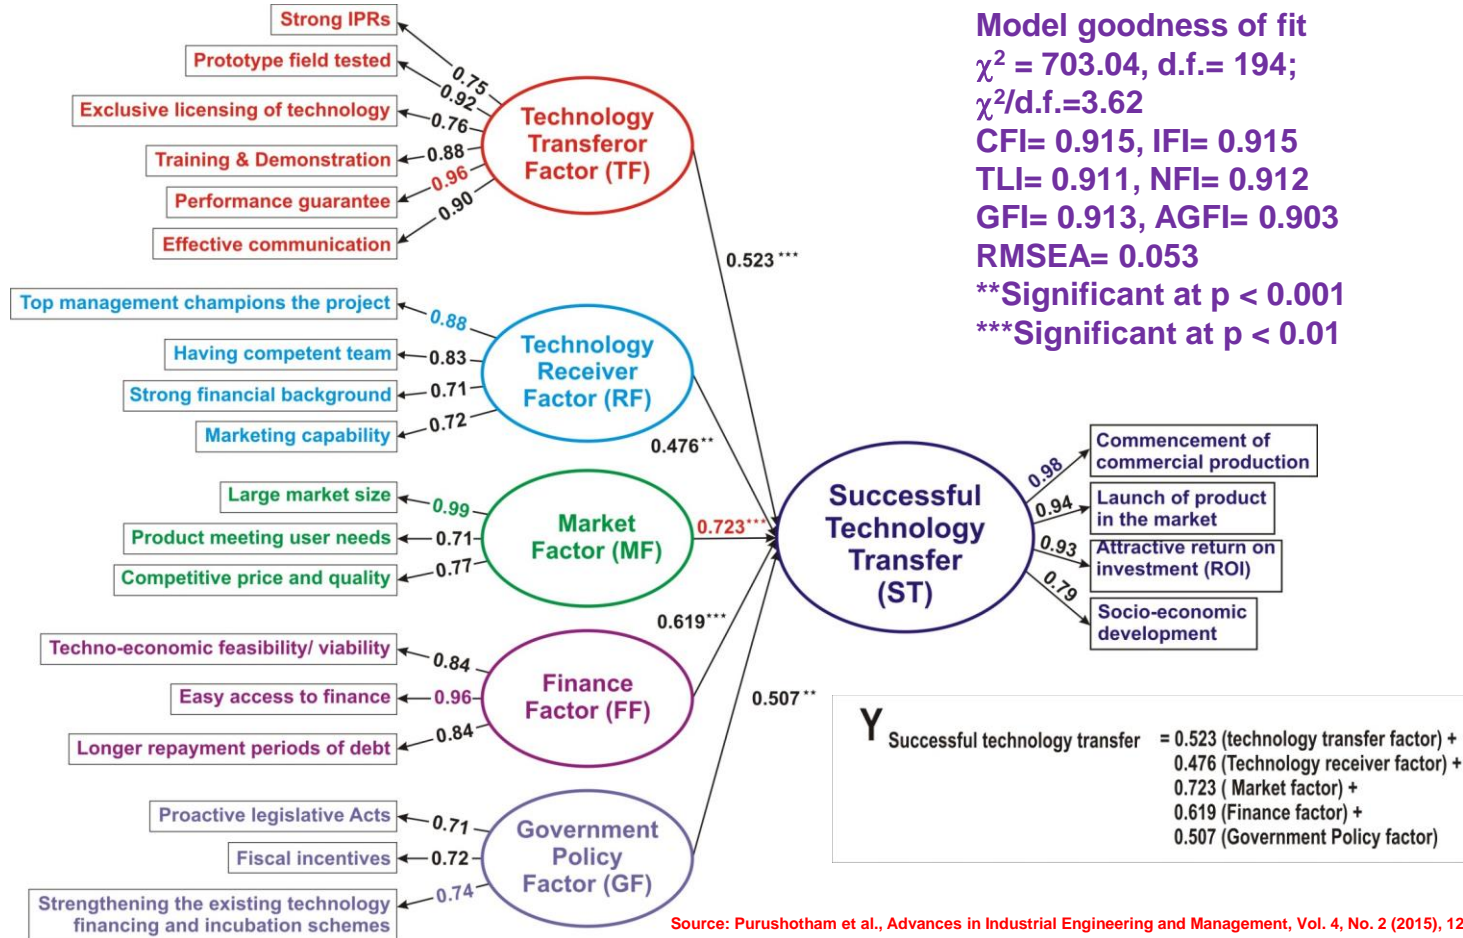 Strong IPRs
Prototype field tested
Exclusive licensing of technology
Training & Demonstration
Performance guarantee
Effective communication
0.75
0.92
0.76
0.88
0.96
0.90
Technology
Transferor
Factor (TF)
0.523 ***
Top management champions the project
Having competent team
Strong financial background
Marketing capability
0.88
0.83
0.71
0.72
Technology
Receiver
Factor (RF)
0.476**
Large market size
Product meeting user needs
Competitive price and quality
0.99
0.71
0.77
Market
Factor (MF)
0.723***
Techno-economic feasibility/ viability
Easy access to finance
Longer repayment periods of debt
0.84
0.96
0.84
Finance
Factor (FF)
0.619***
Proactive legislative Acts
Fiscal incentives
Strengthening the existing technology
financing and incubation schemes
0.71
0.72
0.74
Government
Policy
Factor (GF)
0.507 **
Successful
Technology
Transfer
(ST)
0.98
0.94
0.93
0.79
Commencement of
commercial production
Launch of product
in the market
Attractive return on
investment (ROI)
Socio-economic
development
Model goodness of fit
χ² = 703.04, d.f.= 194;
χ²/d.f.=3.62
CFI= 0.915, IFI= 0.915
TLI= 0.911, NFI= 0.912
GFI= 0.913, AGFI= 0.903
RMSEA= 0.053
**Significant at p < 0.001
***Significant at p < 0.01
Y Successful technology transfer = 0.523 (technology transfer factor) +
0.476 (Technology receiver factor) +
0.723 ( Market factor) +
0.619 (Finance factor) +
0.507 (Government Policy factor)
Source: Purushotham et al., Advances in Industrial Engineering and Management, Vol. 4, No. 2 (2015), 12